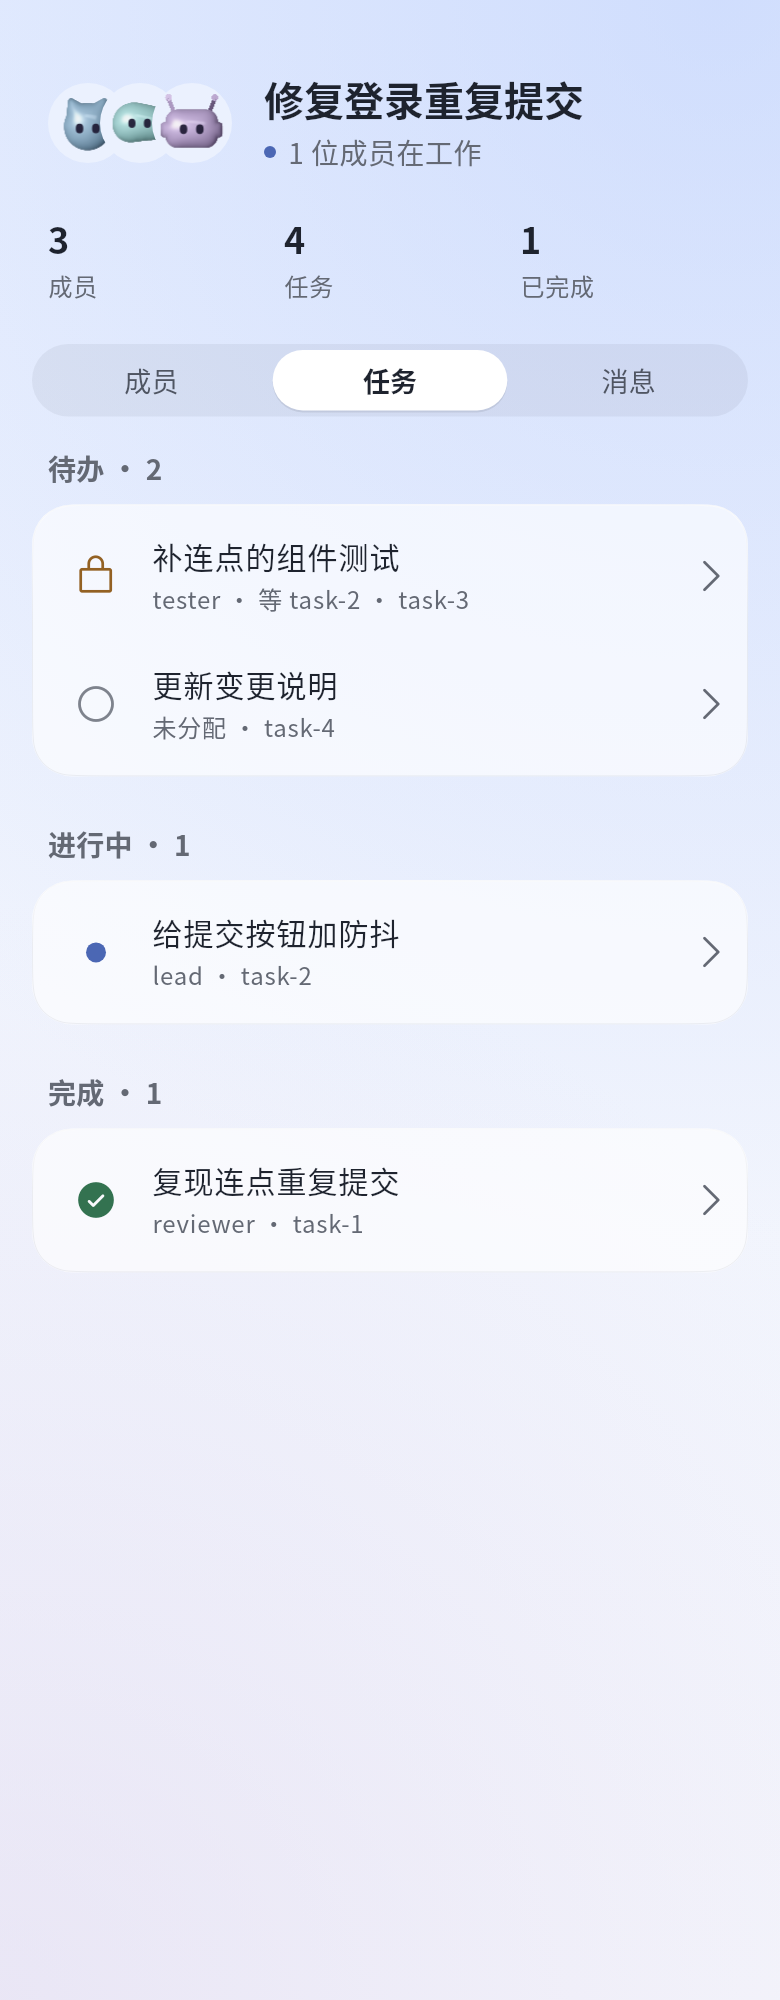 修复登录重复提交
1 位成员在工作
3
成员
4
任务
1
已完成
成员
任务
消息
待办 · 2
补连点的组件测试
tester · 等 task-2 · task-3
更新变更说明
未分配 · task-4
进行中 · 1
给提交按钮加防抖
lead · task-2
完成 · 1
复现连点重复提交
reviewer · task-1